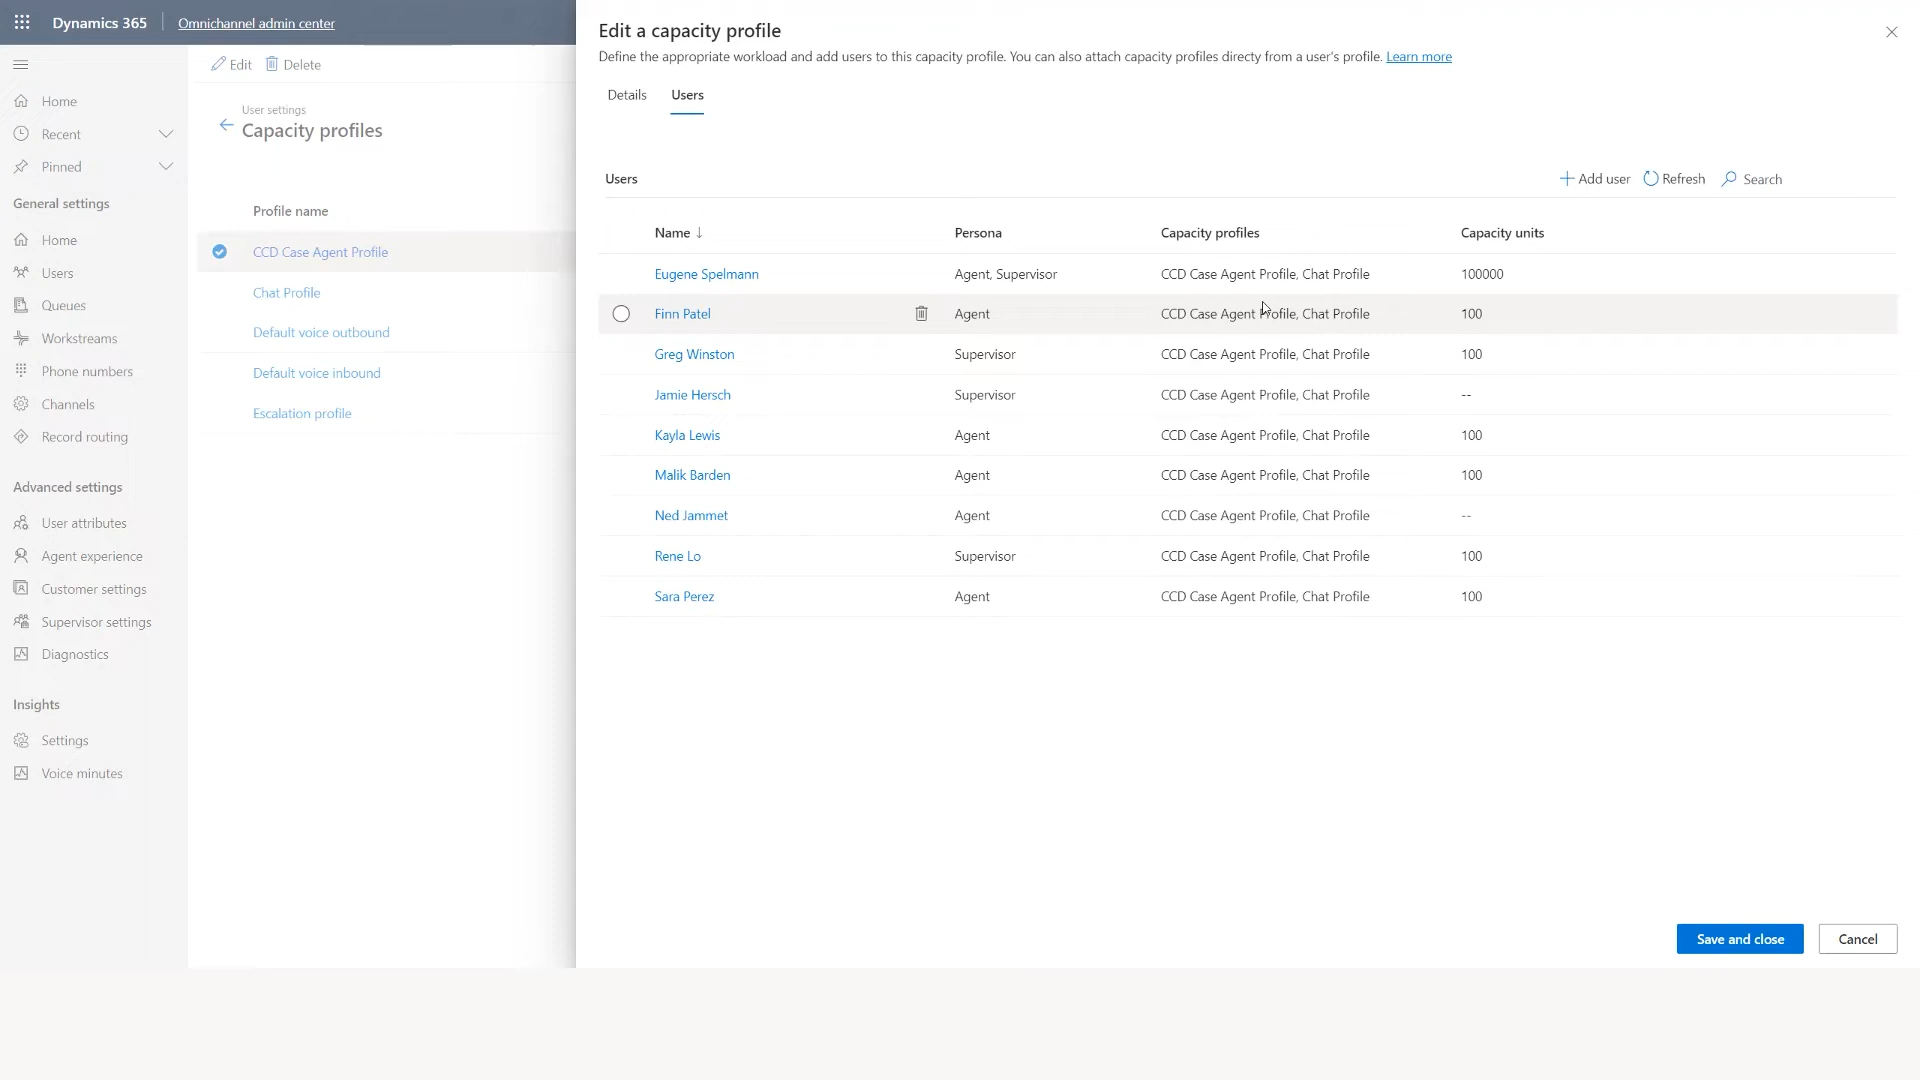 Dynamics 365 Omnichannel admin center
Home
Recent
Pinned
General settings
Home
Users
Queues
Workstreams
Phone numbers
Channels
Record routing
Advanced settings
User attributes
Agent experience
Customer settings
Supervisor settings
Diagnostics
Insights
Settings
Voice minutes
Edit Delete
User settings
Capacity profiles
Profile name
CCD Case Agent Profile
Chat Profile
Default voice outbound
Default voice inbound
Escalation profile
Edit a capacity profile
Define the appropriate workload and add users to this capacity profile. You can also attach capacity profiles directy from a user's profile. Learn more
Details Users
Users Add user Refresh Search
Name ↓ Persona Capacity profiles Capacity units
Eugene Spelmann Agent, Supervisor CCD Case Agent Profile, Chat Profile 100000
Finn Patel Agent CCD Case Agent Profile, Chat Profile 100
Greg Winston Supervisor CCD Case Agent Profile, Chat Profile 100
Jamie Hersch Supervisor CCD Case Agent Profile, Chat Profile --
Kayla Lewis Agent CCD Case Agent Profile, Chat Profile 100
Malik Barden Agent CCD Case Agent Profile, Chat Profile 100
Ned Jammet Agent CCD Case Agent Profile, Chat Profile --
Rene Lo Supervisor CCD Case Agent Profile, Chat Profile 100
Sara Perez Agent CCD Case Agent Profile, Chat Profile 100
Save and close Cancel